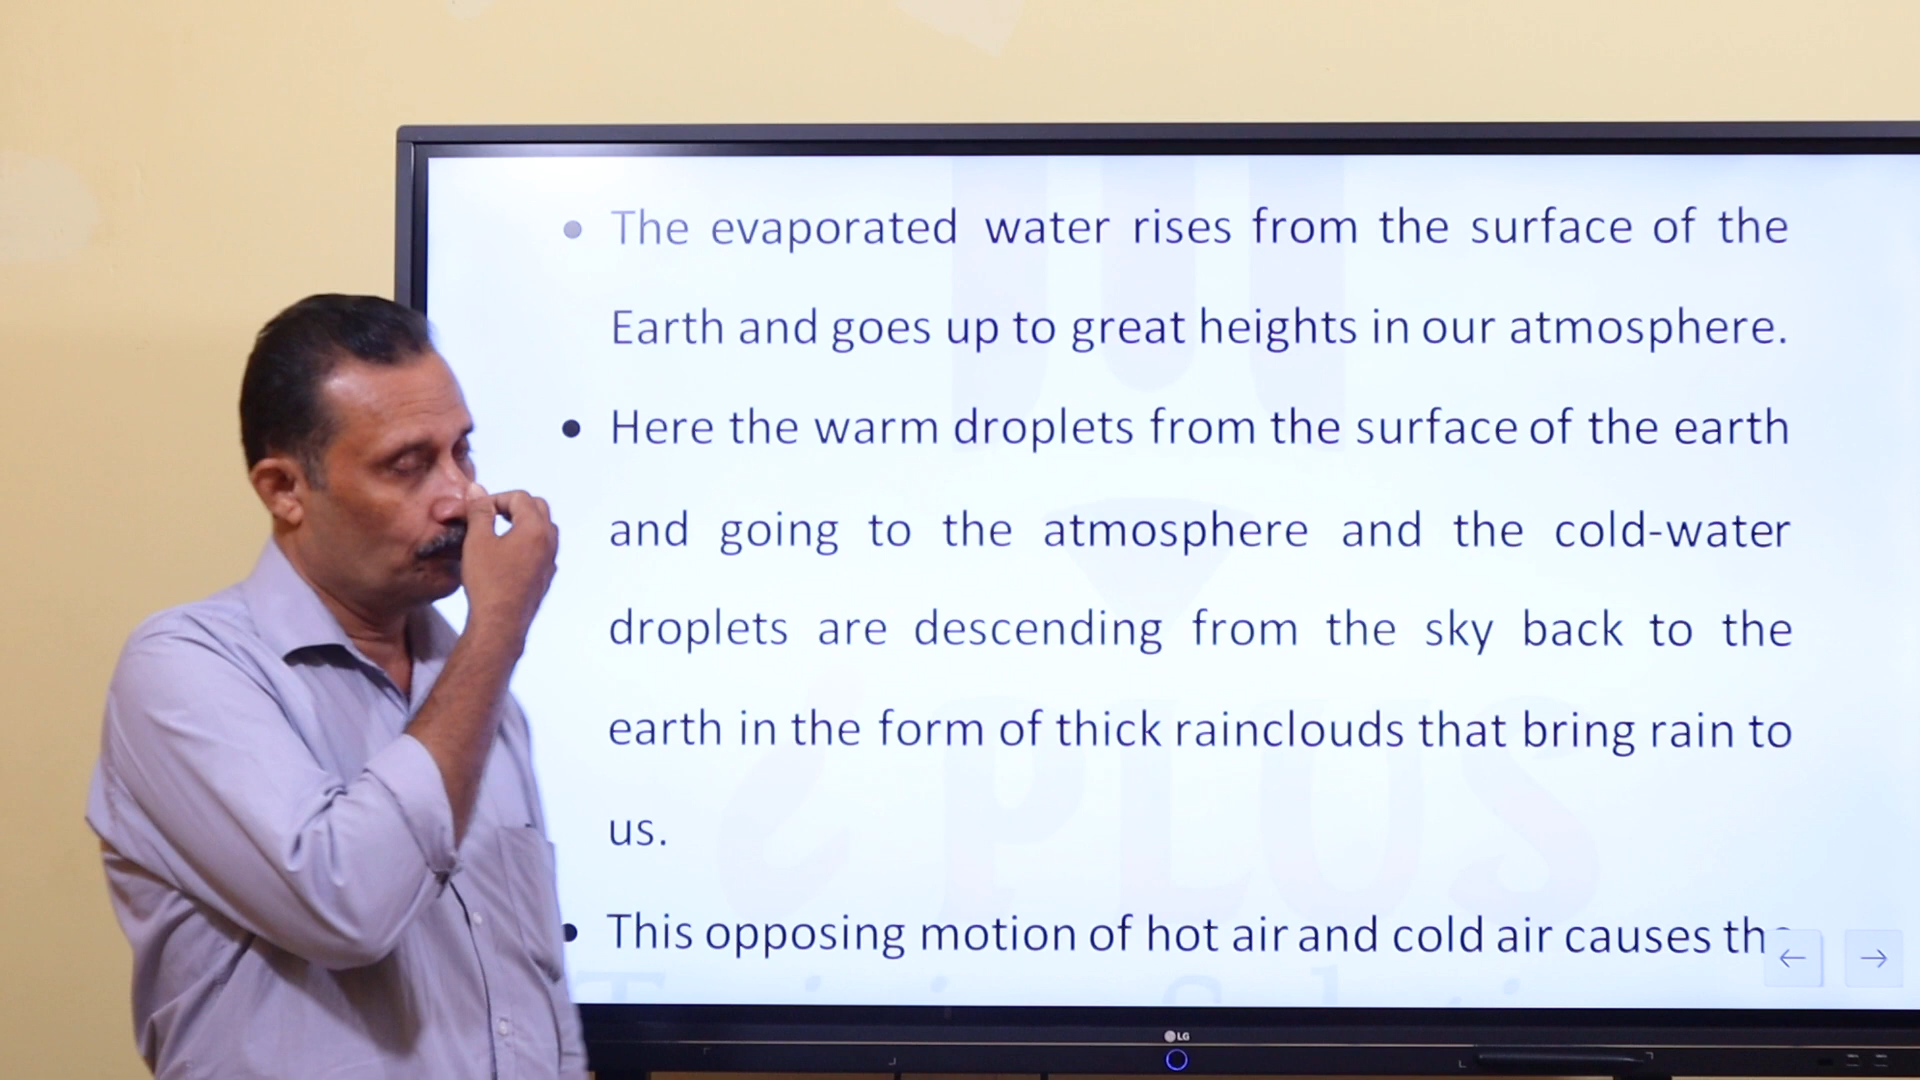 • The evaporated water rises from the surface of the
Earth and goes up to great heights in our atmosphere.
• Here the warm droplets from the surface of the earth
and going to the atmosphere and the cold-water
droplets are descending from the sky back to the
earth in the form of thick rainclouds that bring rain to
us.
• This opposing motion of hot air and cold air causes the
PLUS
LG